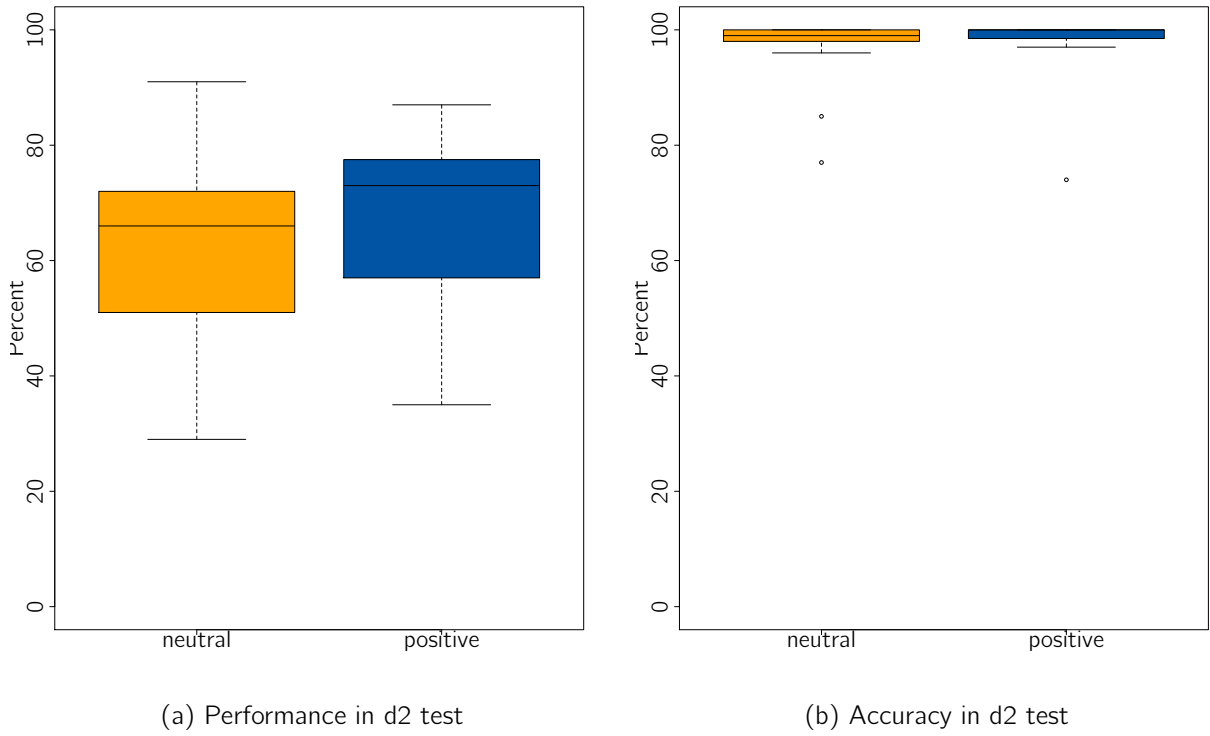 100
80
60
40
20
0
Percent
neutral positive
(a) Performance in d2 test
100
80
60
40
20
0
Percent
neutral positive
(b) Accuracy in d2 test